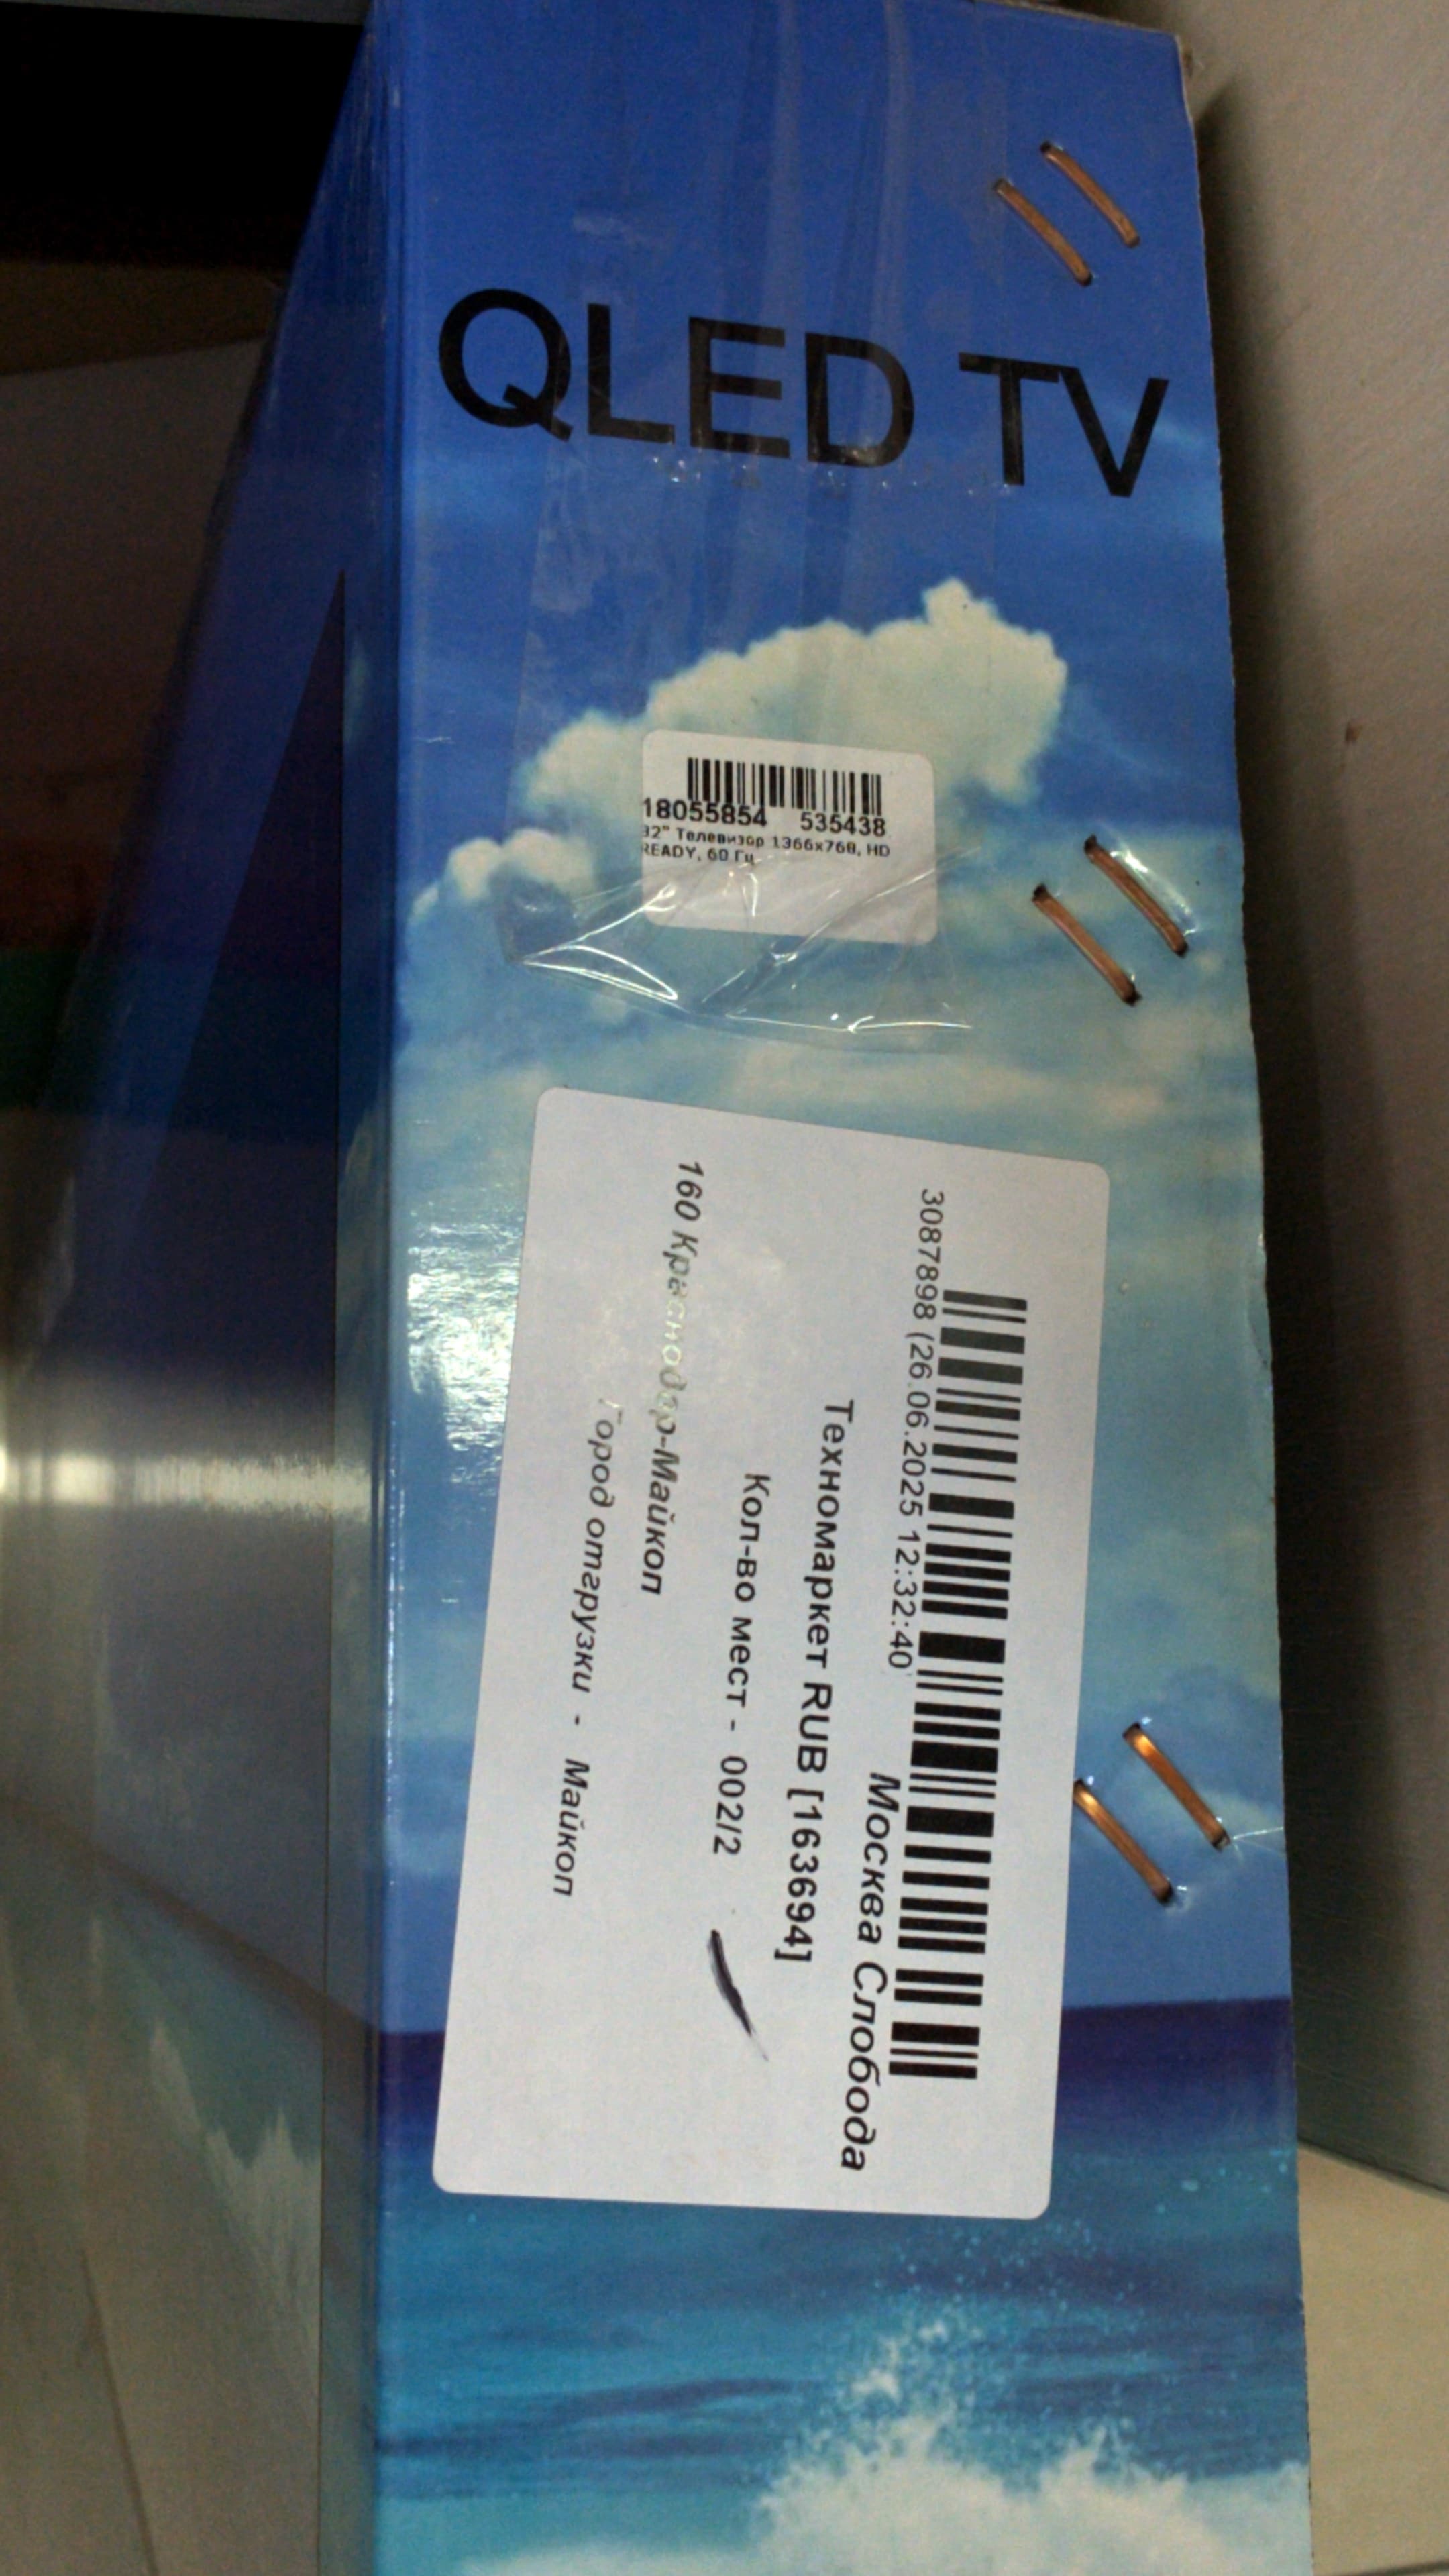 QLED TV
18055854 535438
32" Телевизор 1366x768, HD
READY, 60 Гц
3087898 (26.06.2025 12:32:40)
Москва Слобода
Техномаркет RUB [163694]
Кол-во мест - 002/2
160 Краснодар-Майкоп
Город отгрузки - Майкоп